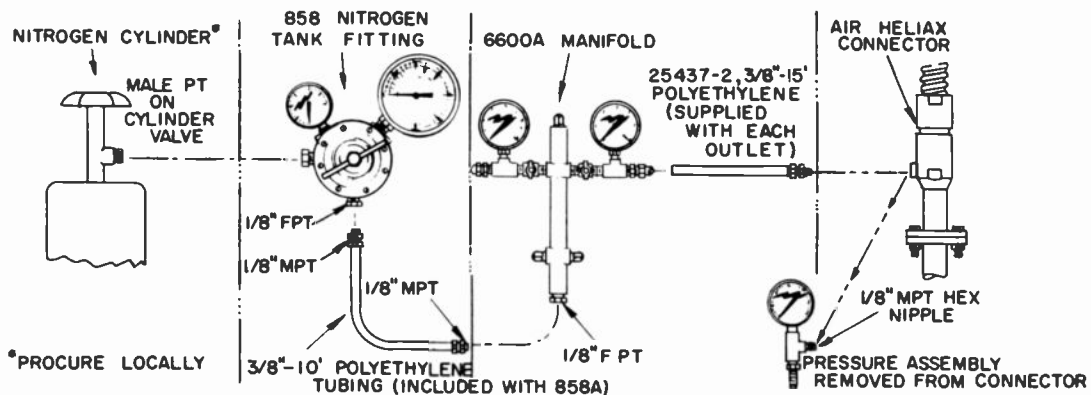 NITROGEN CYLINDER*
MALE PT
ON
CYLINDER
VALVE
*PROCURE LOCALLY
858 NITROGEN
TANK FITTING
1/8" FPT
1/8" MPT
1/8" MPT
3/8"-10' POLYETHYLENE
TUBING (INCLUDED WITH 858A)
6600A MANIFOLD
1/8" F PT
25437-2, 3/8"-15'
POLYETHYLENE
(SUPPLIED
WITH EACH
OUTLET)
AIR HELIAX
CONNECTOR
1/8" MPT HEX
NIPPLE
PRESSURE ASSEMBLY
REMOVED FROM CONNECTOR